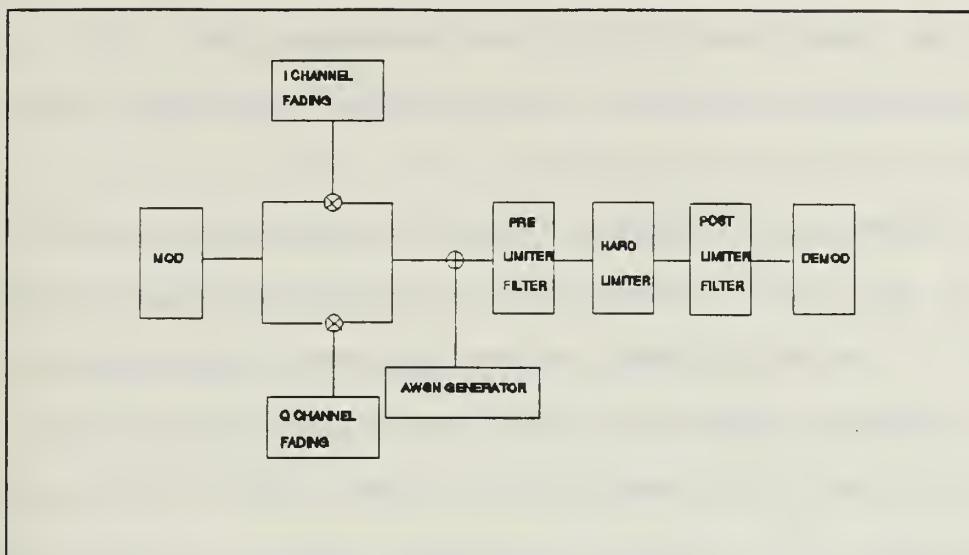 I CHANNEL
FADING
MOD
PRE
LIMITER
FILTER
HARD
LIMITER
POST
LIMITER
FILTER
DEMOD
AWGN GENERATOR
Q CHANNEL
FADING